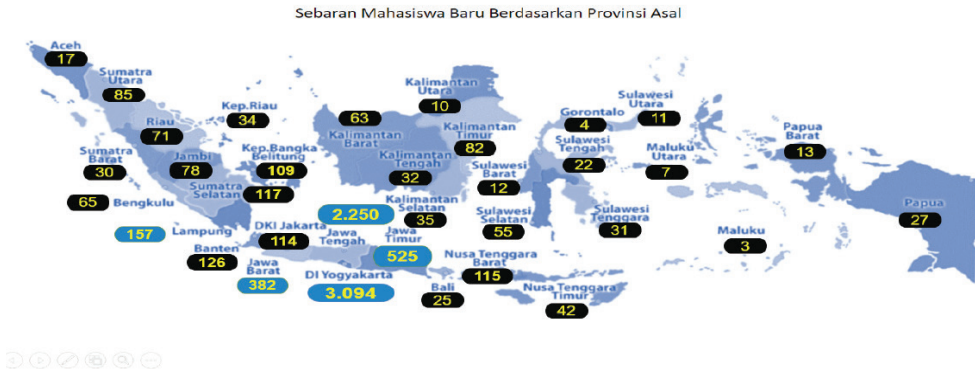 Sebaran Mahasiswa Baru Berdasarkan Provinsi Asal
Aceh
17
Sumatra
Utara
85
Riau
71
Kep.Riau
34
Sumatra
Barat
30
Jambi
78
Kep.Bangka
Belitung
109
Sumatra
Selatan
117
65
Bengkulu
157
Lampung
DKI Jakarta
114
Banten
126
Jawa
Barat
382
2.250
Jawa
Tengah
DI Yogyakarta
3.094
Jawa
Timur
525
Bali
25
Nusa Tenggara
Barat
115
Nusa Tenggara
Timur
42
63
Kalimantan
Barat
Kalimantan
Utara
10
Kalimantan
Timur
82
Kalimantan
Tengah
32
Kalimantan
Selatan
35
Gorontalo
4
Sulawesi
Utara
11
Sulawesi
Tengah
22
Sulawesi
Barat
12
Sulawesi
Selatan
55
Sulawesi
Tenggara
31
Maluku
Utara
7
Maluku
3
Papua
Barat
13
Papua
27